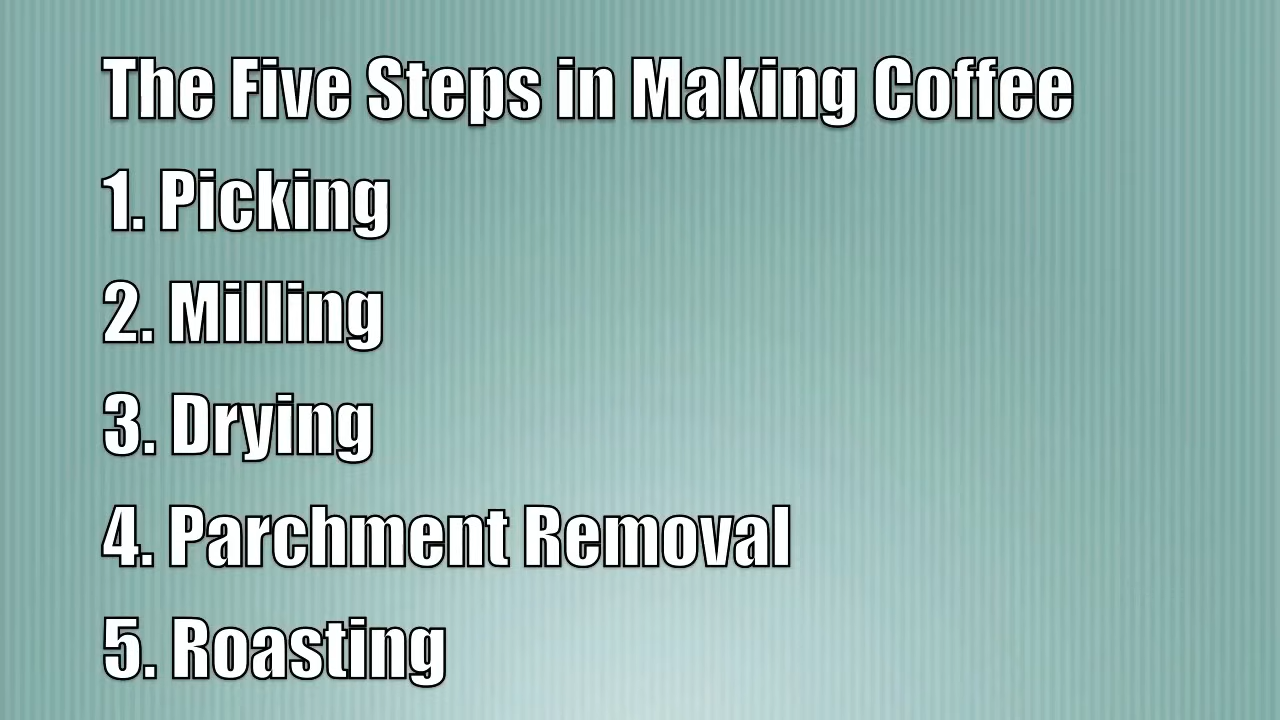 The Five Steps in Making Coffee
1. Picking
2. Milling
3. Drying
4. Parchment Removal
5. Roasting